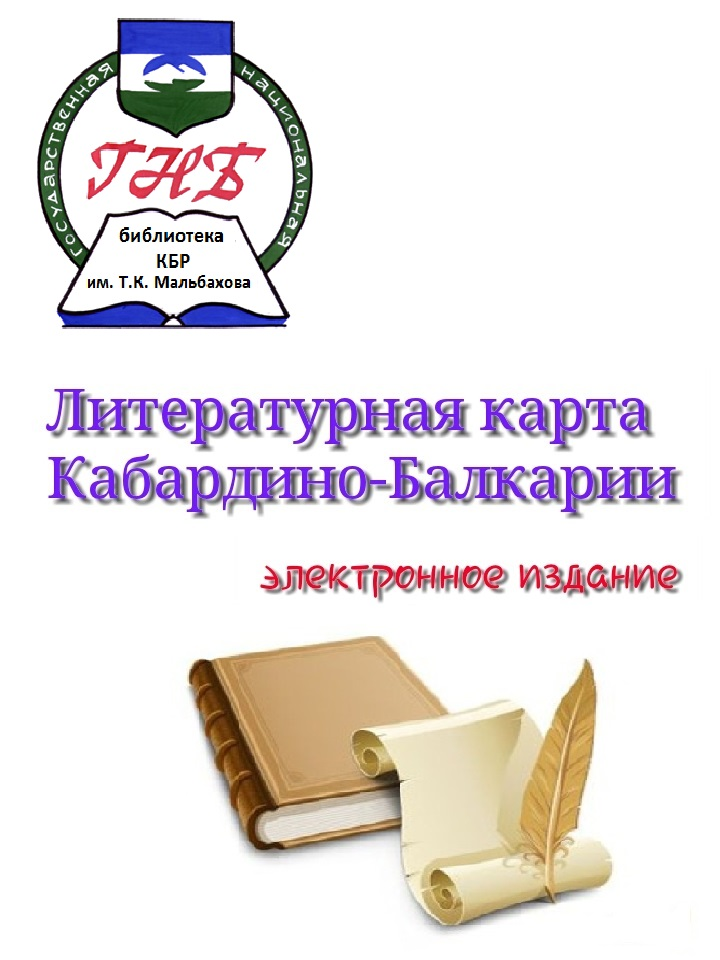 государственная
национальная
ГНБ
библиотека
КБР
им. Т.К. Мальбахова
Литературная карта
Кабардино-Балкарии
электронное издание